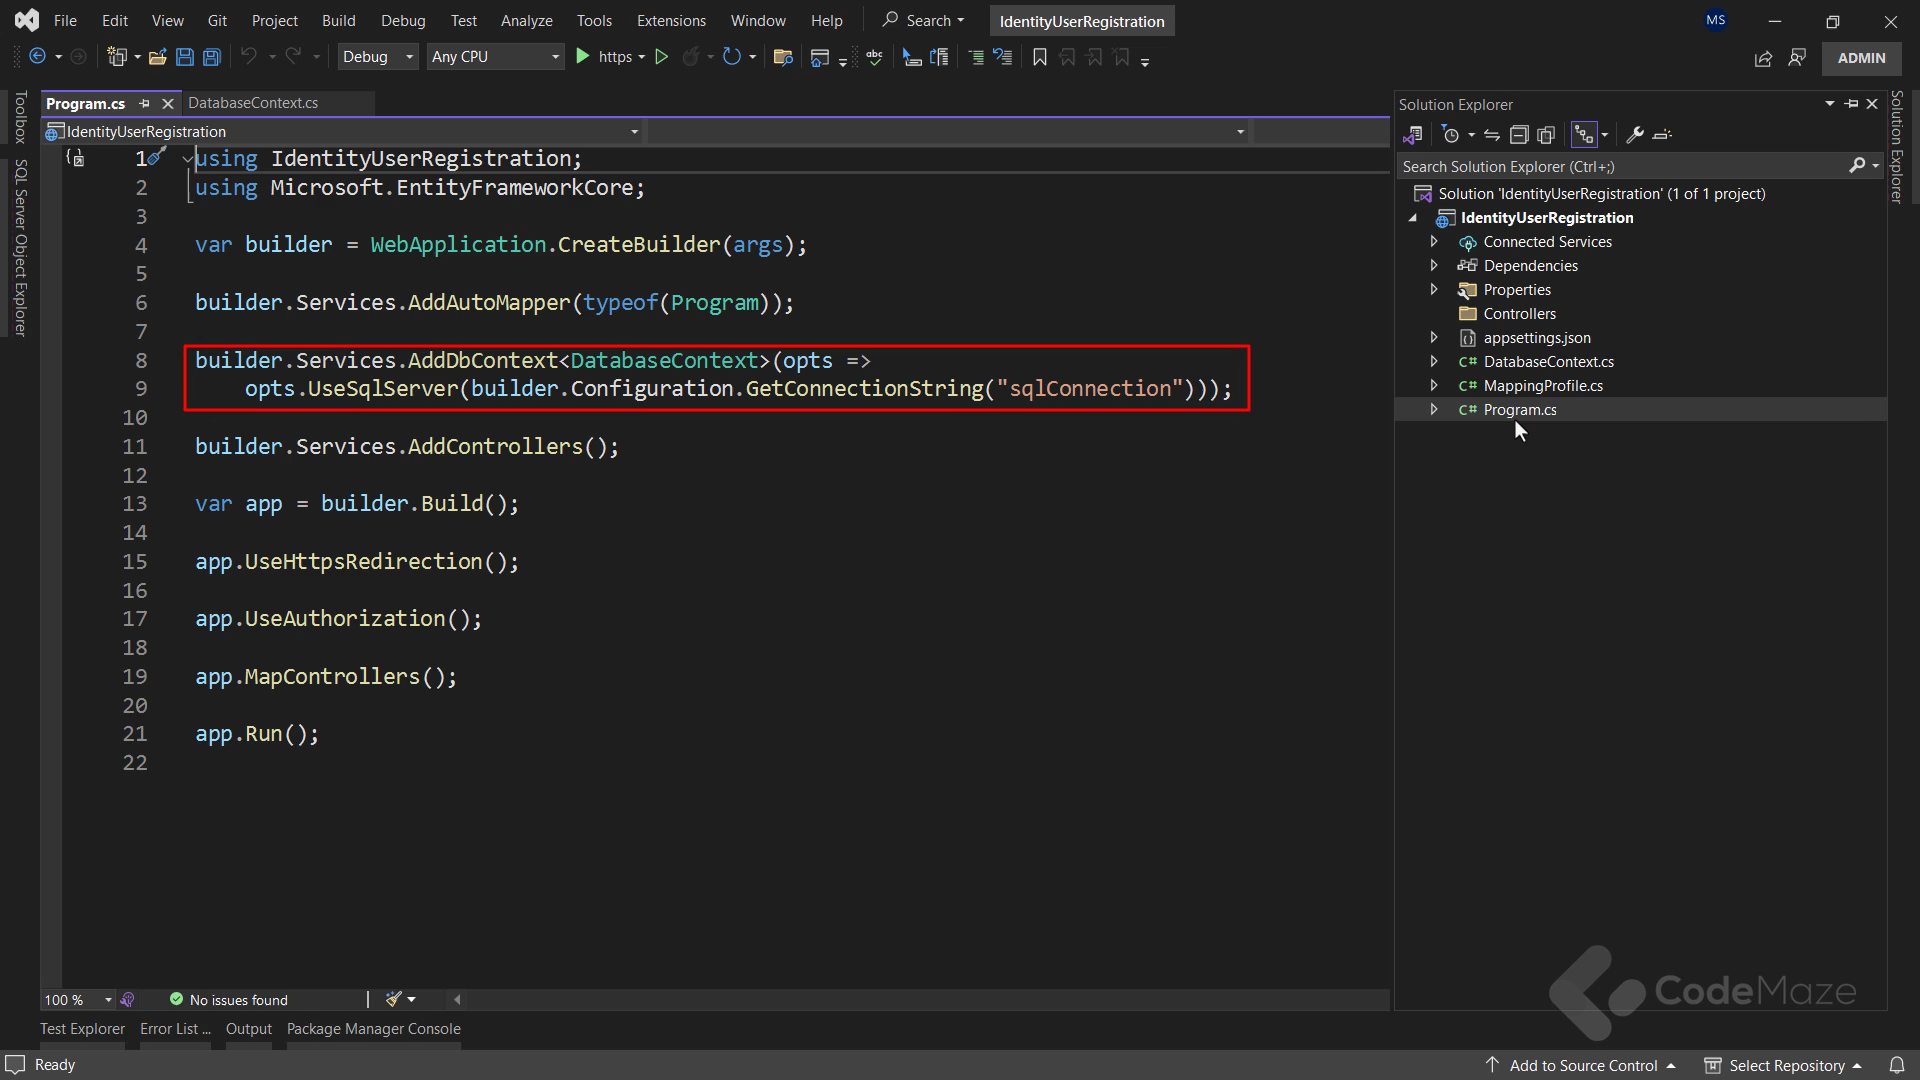 File Edit View Git Project Build Debug Test Analyze Tools Extensions Window Help Search IdentityUserRegistration MS
Debug Any CPU https abc ADMIN
Toolbox
SQL Server Object Explorer
Program.cs DatabaseContext.cs
IdentityUserRegistration
1 using IdentityUserRegistration;
2 using Microsoft.EntityFrameworkCore;
3
4 var builder = WebApplication.CreateBuilder(args);
5
6 builder.Services.AddAutoMapper(typeof(Program));
7
8 builder.Services.AddDbContext<DatabaseContext>(opts =>
9 opts.UseSqlServer(builder.Configuration.GetConnectionString("sqlConnection")));
10
11 builder.Services.AddControllers();
12
13 var app = builder.Build();
14
15 app.UseHttpsRedirection();
16
17 app.UseAuthorization();
18
19 app.MapControllers();
20
21 app.Run();
22
100 % No issues found
Solution Explorer
Search Solution Explorer (Ctrl+;)
Solution 'IdentityUserRegistration' (1 of 1 project)
IdentityUserRegistration
Connected Services
Dependencies
Properties
Controllers
appsettings.json
C# DatabaseContext.cs
C# MappingProfile.cs
C# Program.cs
Solution Explorer
CodeMaze
Test Explorer Error List ... Output Package Manager Console
Ready Add to Source Control Select Repository